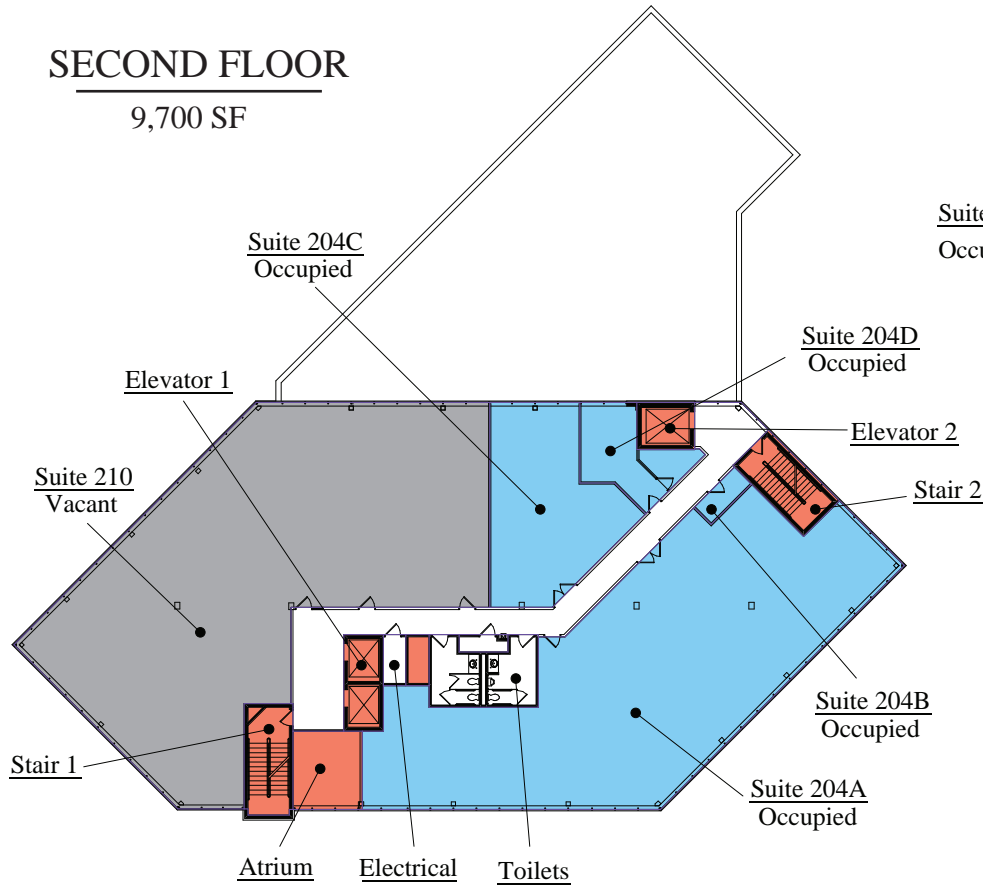 SECOND FLOOR
9,700 SF
Suite
Suite 204C
Occupied
Suite 204D
Occupied
Elevator 1
Elevator 2
Suite 210
Vacant
Stair 2
Suite 204B
Occupied
Stair 1
Suite 204A
Occupied
Atrium
Electrical
Toilets